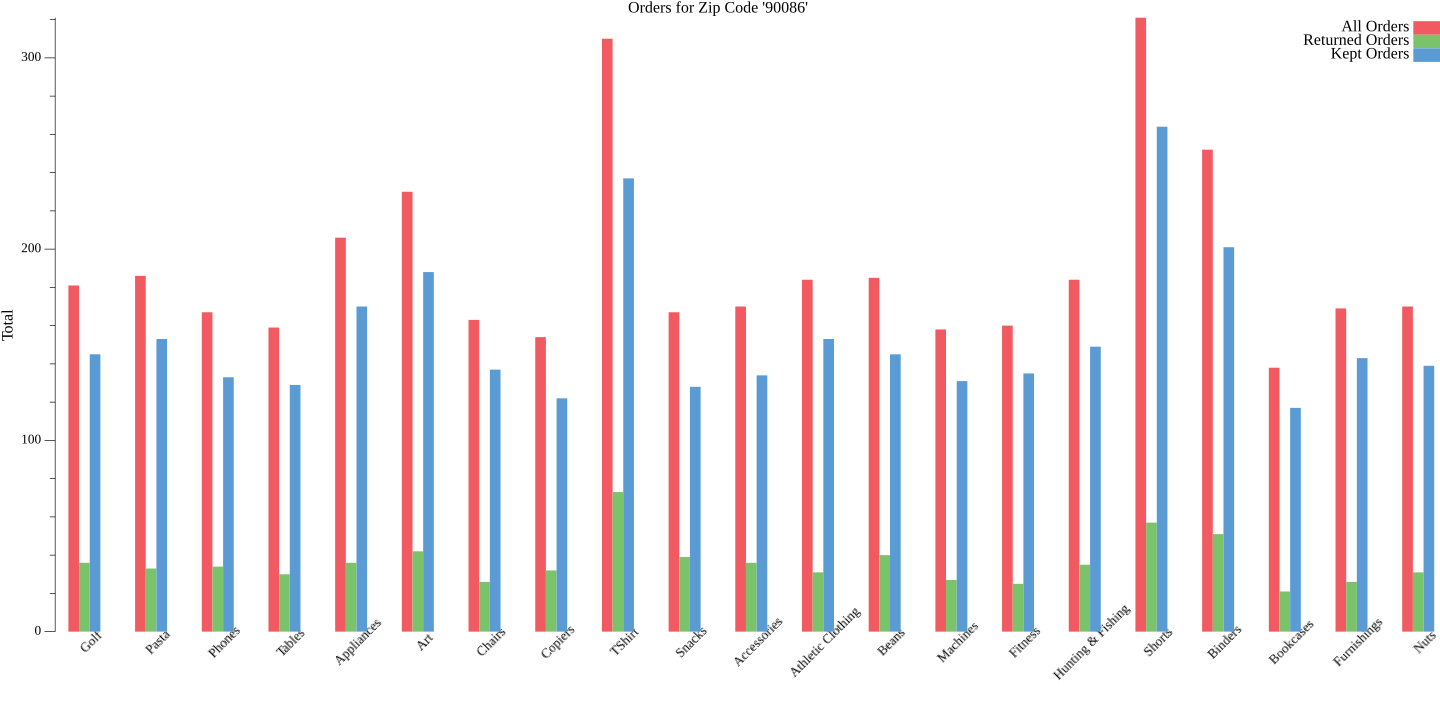 Orders for Zip Code '90086'
All Orders
Returned Orders
Kept Orders
Total
300
200
100
0
Golf
Pasta
Phones
Tables
Appliances
Art
Chairs
Copiers
TShirt
Snacks
Accessories
Athletic Clothing
Beans
Machines
Fitness
Hunting & Fishing
Shorts
Binders
Bookcases
Furnishings
Nuts